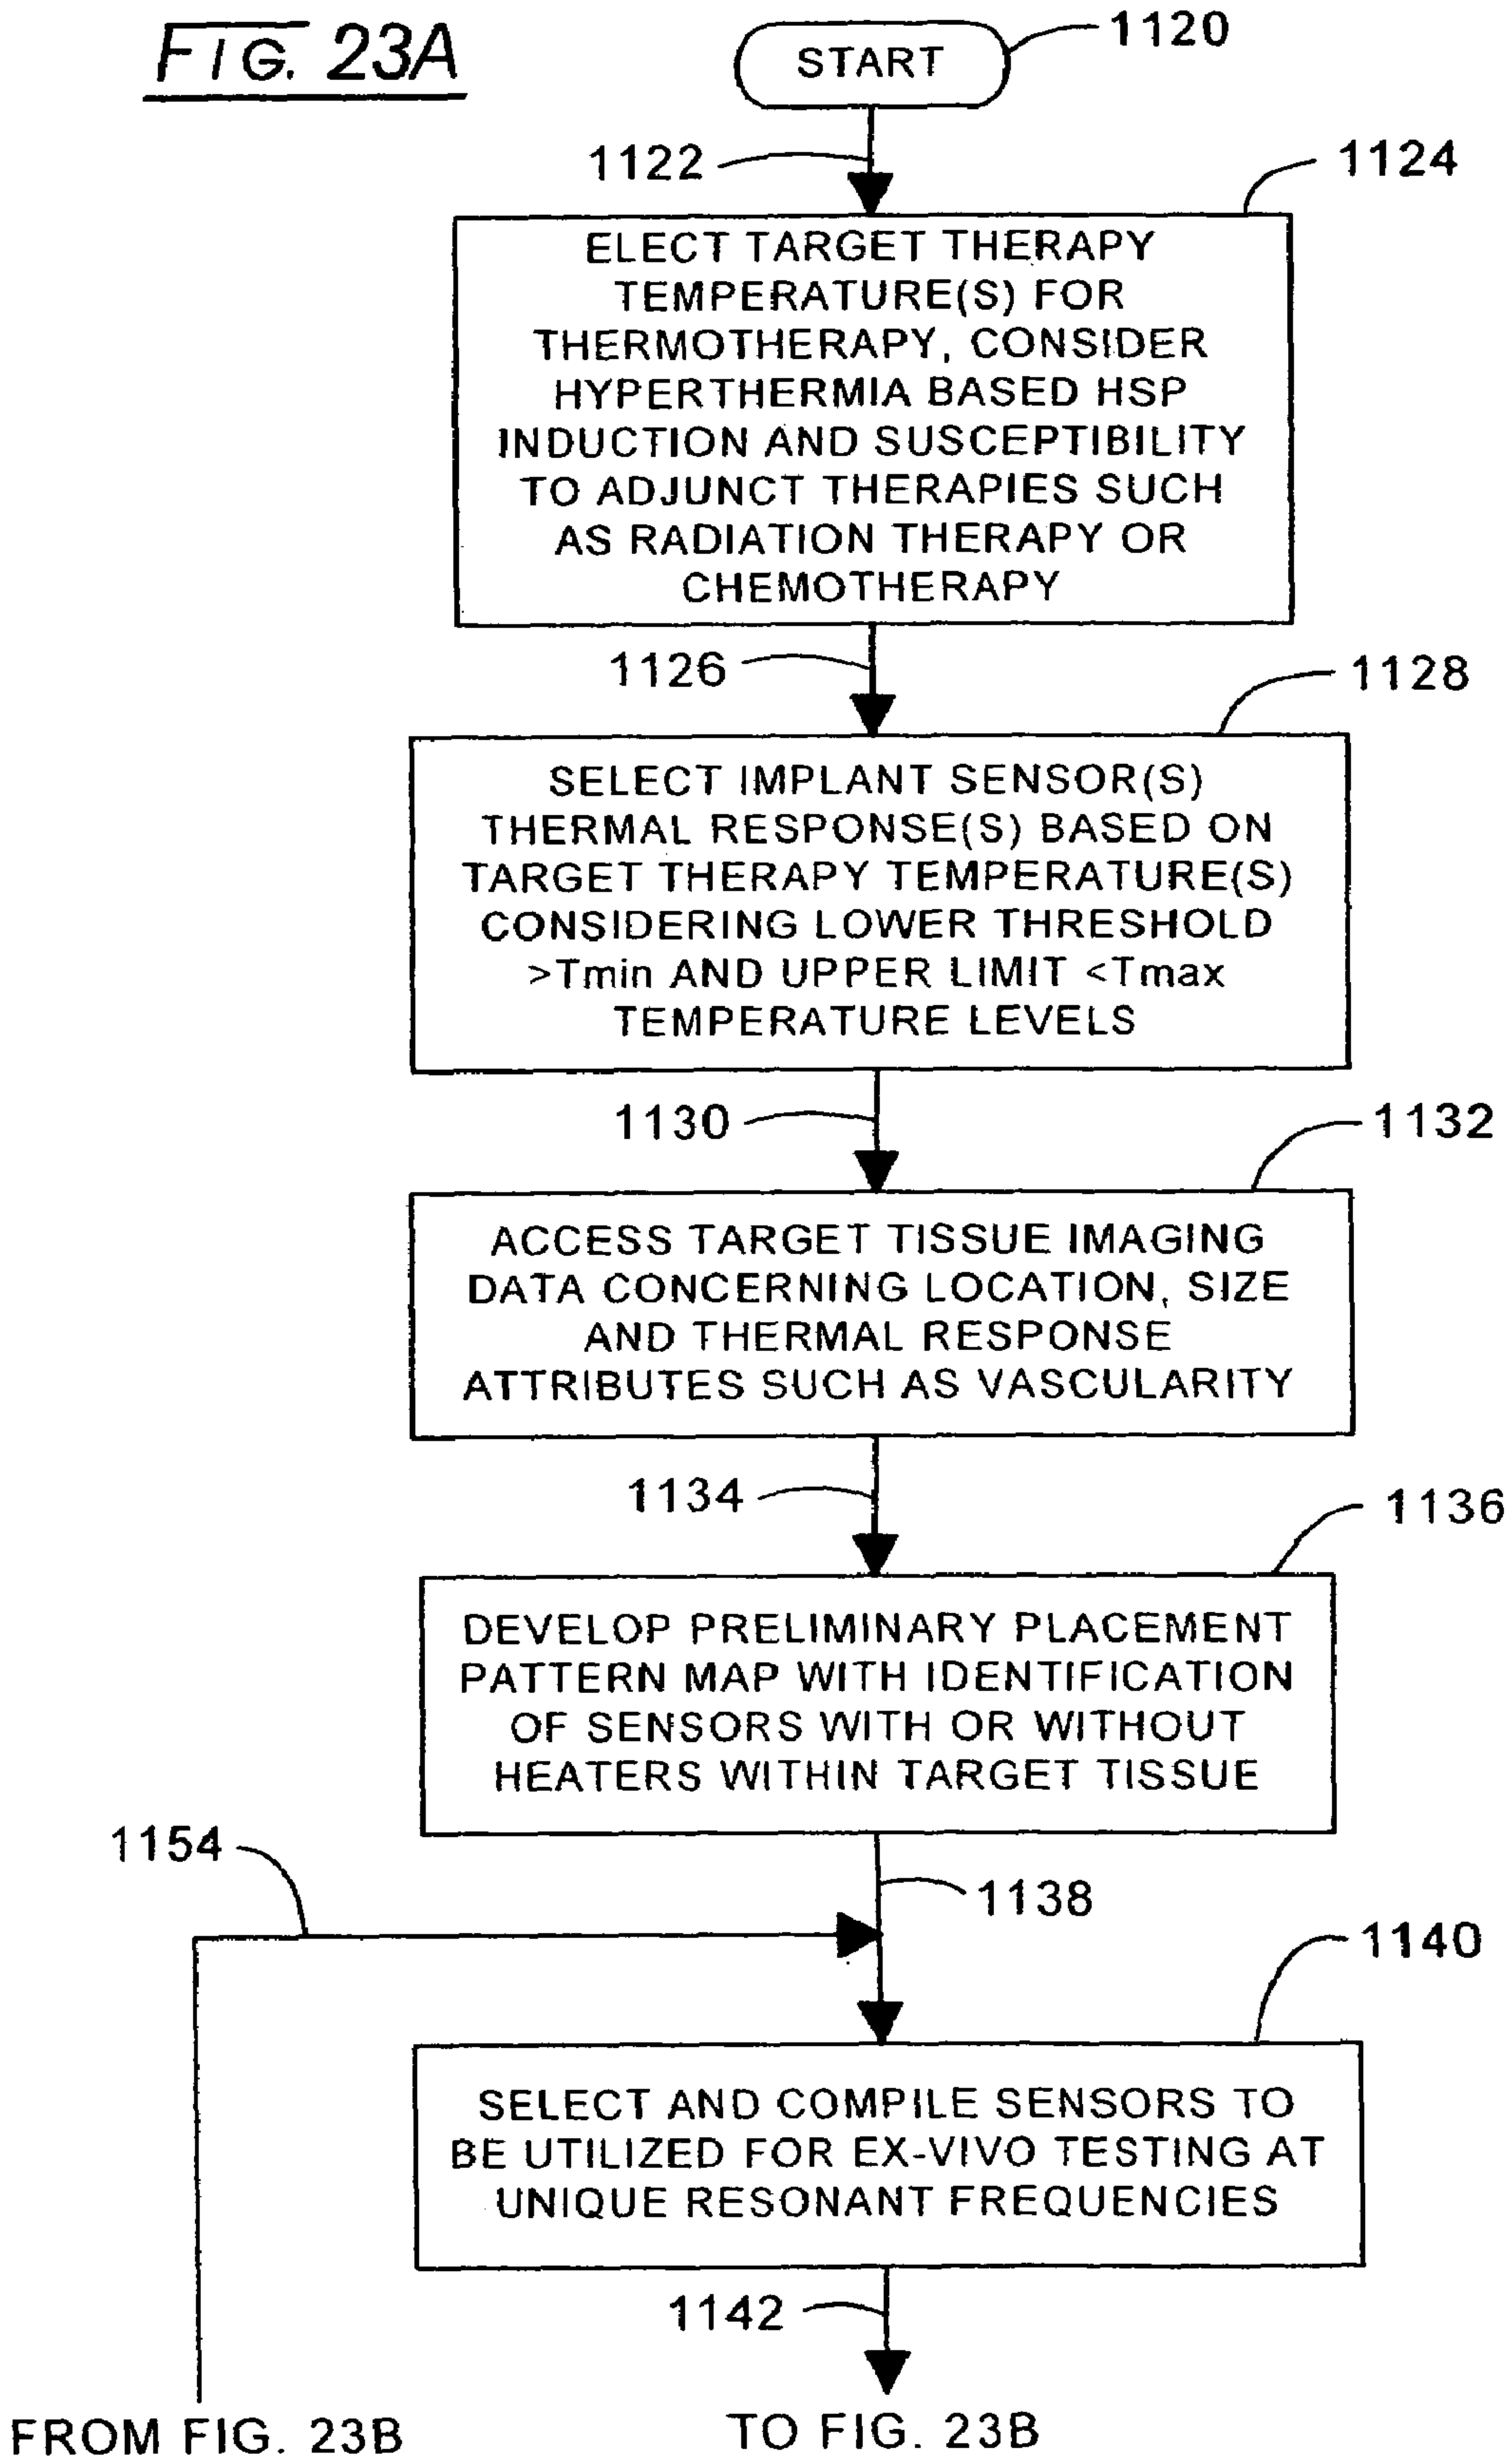 FIG. 23A
START
1120
1122
1124
ELECT TARGET THERAPY
TEMPERATURE(S) FOR
THERMOTHERAPY, CONSIDER
HYPERTHERMIA BASED HSP
INDUCTION AND SUSCEPTIBILITY
TO ADJUNCT THERAPIES SUCH
AS RADIATION THERAPY OR
CHEMOTHERAPY
1126
1128
SELECT IMPLANT SENSOR(S)
THERMAL RESPONSE(S) BASED ON
TARGET THERAPY TEMPERATURE(S)
CONSIDERING LOWER THRESHOLD
>Tmin AND UPPER LIMIT <Tmax
TEMPERATURE LEVELS
1130
1132
ACCESS TARGET TISSUE IMAGING
DATA CONCERNING LOCATION, SIZE
AND THERMAL RESPONSE
ATTRIBUTES SUCH AS VASCULARITY
1134
1136
DEVELOP PRELIMINARY PLACEMENT
PATTERN MAP WITH IDENTIFICATION
OF SENSORS WITH OR WITHOUT
HEATERS WITHIN TARGET TISSUE
1154
1138
1140
SELECT AND COMPILE SENSORS TO
BE UTILIZED FOR EX-VIVO TESTING AT
UNIQUE RESONANT FREQUENCIES
1142
FROM FIG. 23B
TO FIG. 23B